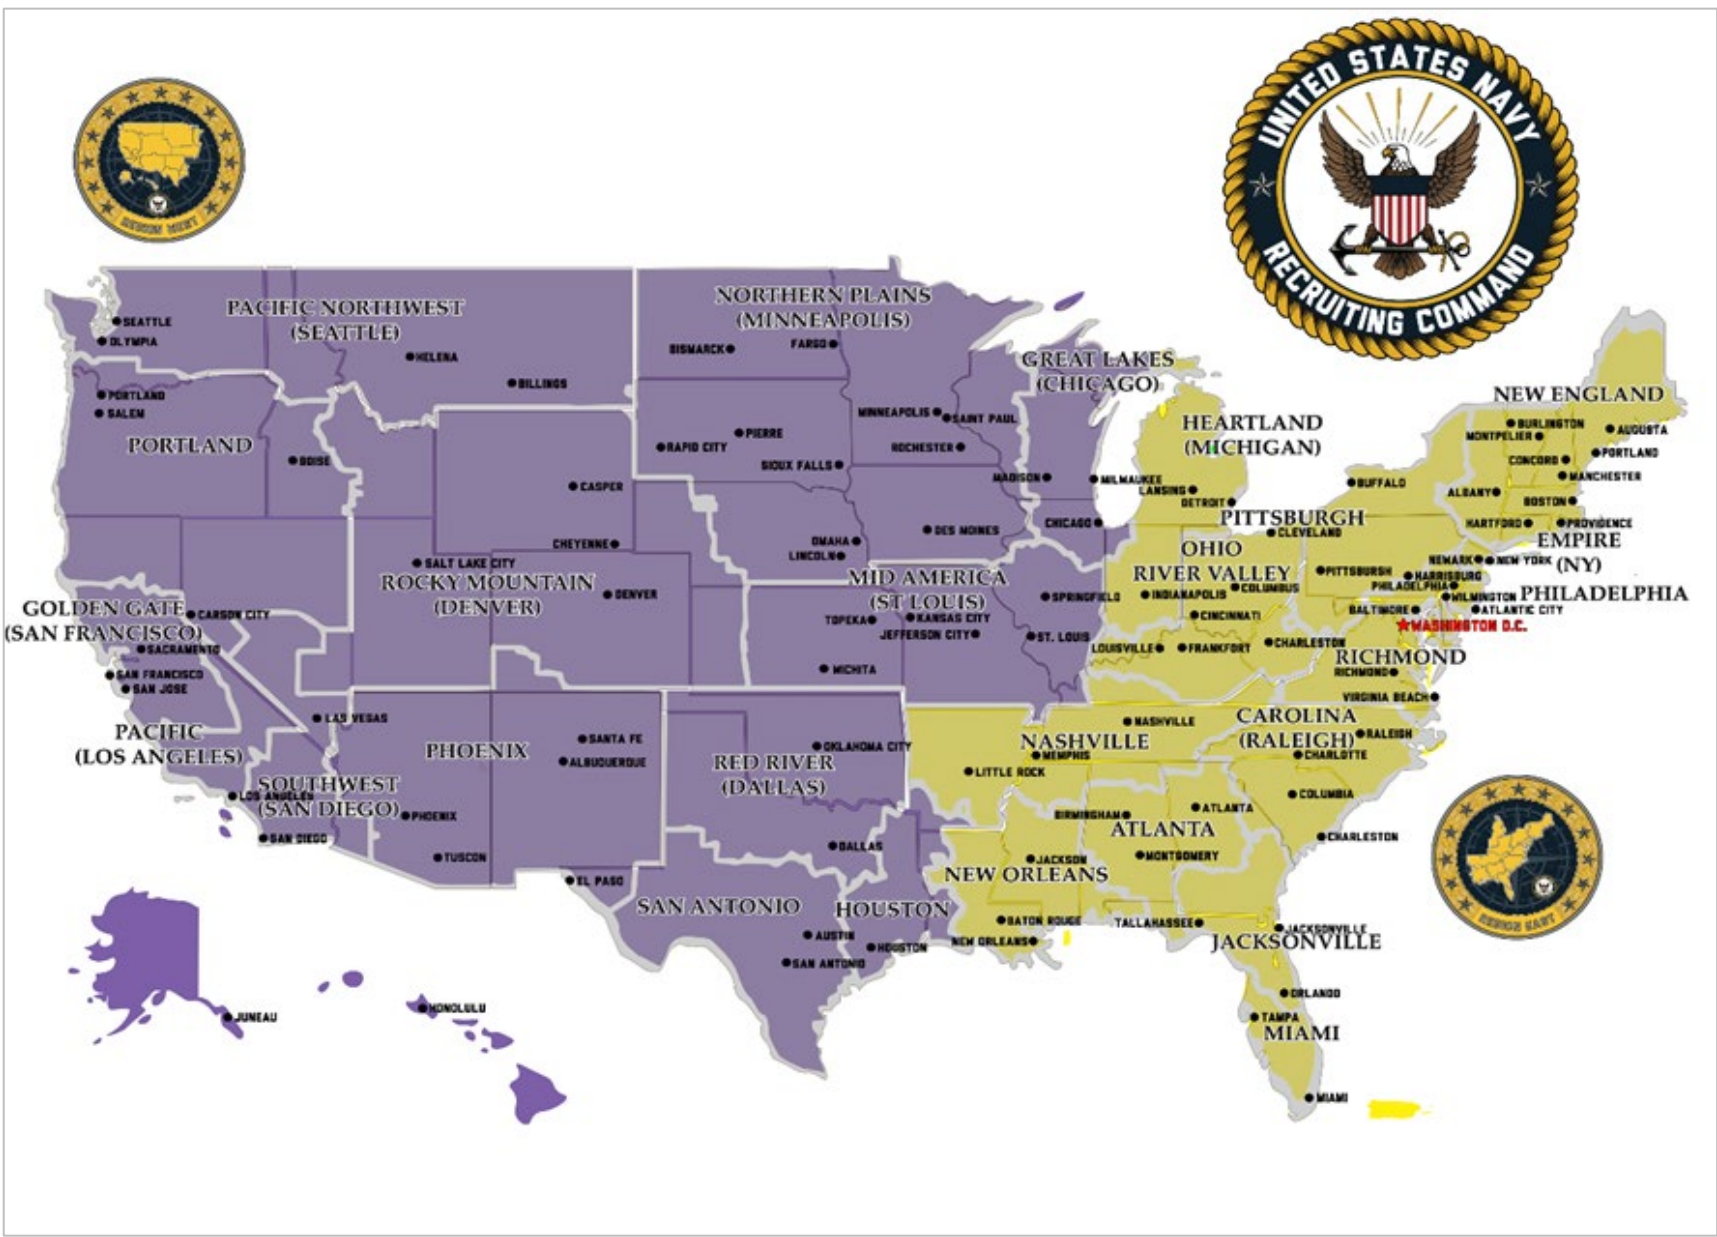 UNITED STATES NAVY
RECRUITING COMMAND
REGION WEST
PACIFIC NORTHWEST
(SEATTLE)
SEATTLE
OLYMPIA
HELENA
BILLINGS
NORTHERN PLAINS
(MINNEAPOLIS)
BISMARCK
FARGO
MINNEAPOLIS
SAINT PAUL
ROCHESTER
PIERRE
RAPID CITY
SIOUX FALLS
DES MOINES
OMAHA
LINCOLN
GREAT LAKES
(CHICAGO)
MADISON
MILWAUKEE
CHICAGO
HEARTLAND
(MICHIGAN)
LANSING
DETROIT
NEW ENGLAND
BURLINGTON
MONTPELIER
AUGUSTA
PORTLAND
CONCORD
MANCHESTER
ALBANY
BOSTON
HARTFORD
PROVIDENCE
BUFFALO
EMPIRE
(NY)
NEWARK
NEW YORK
PORTLAND
SALEM
PORTLAND
BOISE
CASPER
CHEYENNE
SALT LAKE CITY
ROCKY MOUNTAIN
(DENVER)
DENVER
MID AMERICA
(ST LOUIS)
SPRINGFIELD
TOPEKA
KANSAS CITY
JEFFERSON CITY
ST. LOUIS
WICHITA
PITTSBURGH
CLEVELAND
OHIO
RIVER VALLEY
COLUMBUS
INDIANAPOLIS
CINCINNATI
LOUISVILLE
FRANKFORT
CHARLESTON
PITTSBURSH
HARRISBURG
PHILADELPHIA
WILMINGTON
PHILADELPHIA
BALTIMORE
ATLANTIC CITY
WASHINGTON D.C.
RICHMOND
RICHMOND
VIRGINIA BEACH
GOLDEN GATE
(SAN FRANCISCO)
CARSON CITY
SACRAMENTO
SAN FRANCISCO
SAN JOSE
LAS VEGAS
PACIFIC
(LOS ANGELES)
SOUTHWEST
(SAN DIEGO)
LOS ANGELES
SAN DIEGO
PHOENIX
SANTA FE
ALBUQUERQUE
PHOENIX
TUSCON
EL PASO
RED RIVER
(DALLAS)
OKLAHOMA CITY
DALLAS
SAN ANTONIO
AUSTIN
SAN ANTONIO
HOUSTON
HOUSTON
NASHVILLE
NASHVILLE
MEMPHIS
LITTLE ROCK
CAROLINA
(RALEIGH)
RALEIGH
CHARLOTTE
COLUMBIA
CHARLESTON
BIRMINGHAM
ATLANTA
ATLANTA
MONTGOMERY
JACKSON
NEW ORLEANS
BATON ROUGE
NEW ORLEANS
TALLAHASSEE
JACKSONVILLE
JACKSONVILLE
ORLANDO
TAMPA
MIAMI
MIAMI
REGION EAST
JUNEAU
HONOLULU